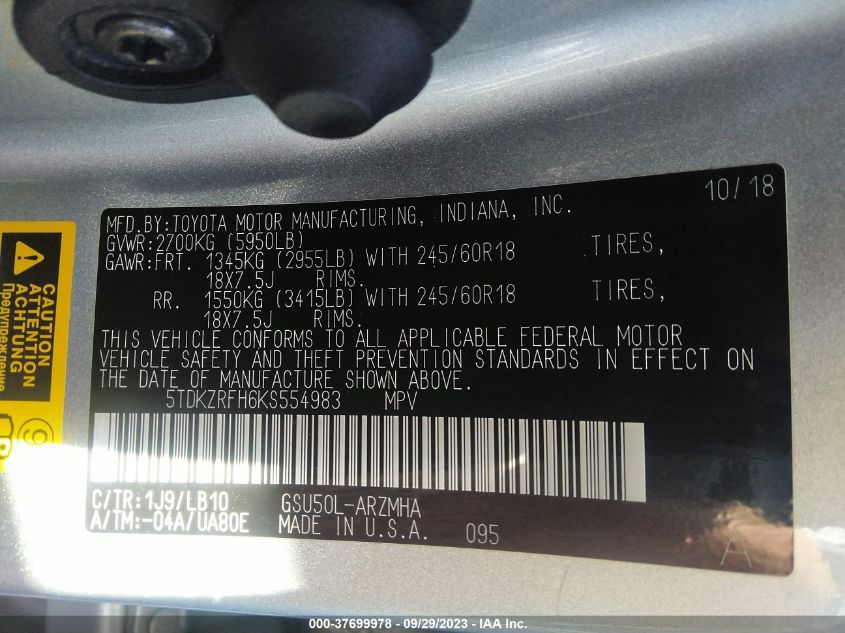 10/18
MFD.BY:TOYOTA MOTOR MANUFACTURING, INDIANA, INC.
GVWR:2700KG (5950LB)
GAWR:FRT. 1345KG (2955LB) WITH 245/60R18 TIRES,
18X7.5J RIMS.
RR. 1550KG (3415LB) WITH 245/60R18 TIRES,
18X7.5J RIMS.
THIS VEHICLE CONFORMS TO ALL APPLICABLE FEDERAL MOTOR
VEHICLE SAFETY AND THEFT PREVENTION STANDARDS IN EFFECT ON
THE DATE OF MANUFACTURE SHOWN ABOVE.
5TDKZRFH6KS554983 MPV
C/TR:1J9/LB10 GSU50L-ARZMHA
A/TM:-04A/UA80E MADE IN U.S.A. 095
A
CAUTION
ATTENTION
ACHTUNG
Предупреждение
000-37699978 - 09/29/2023 - IAA Inc.